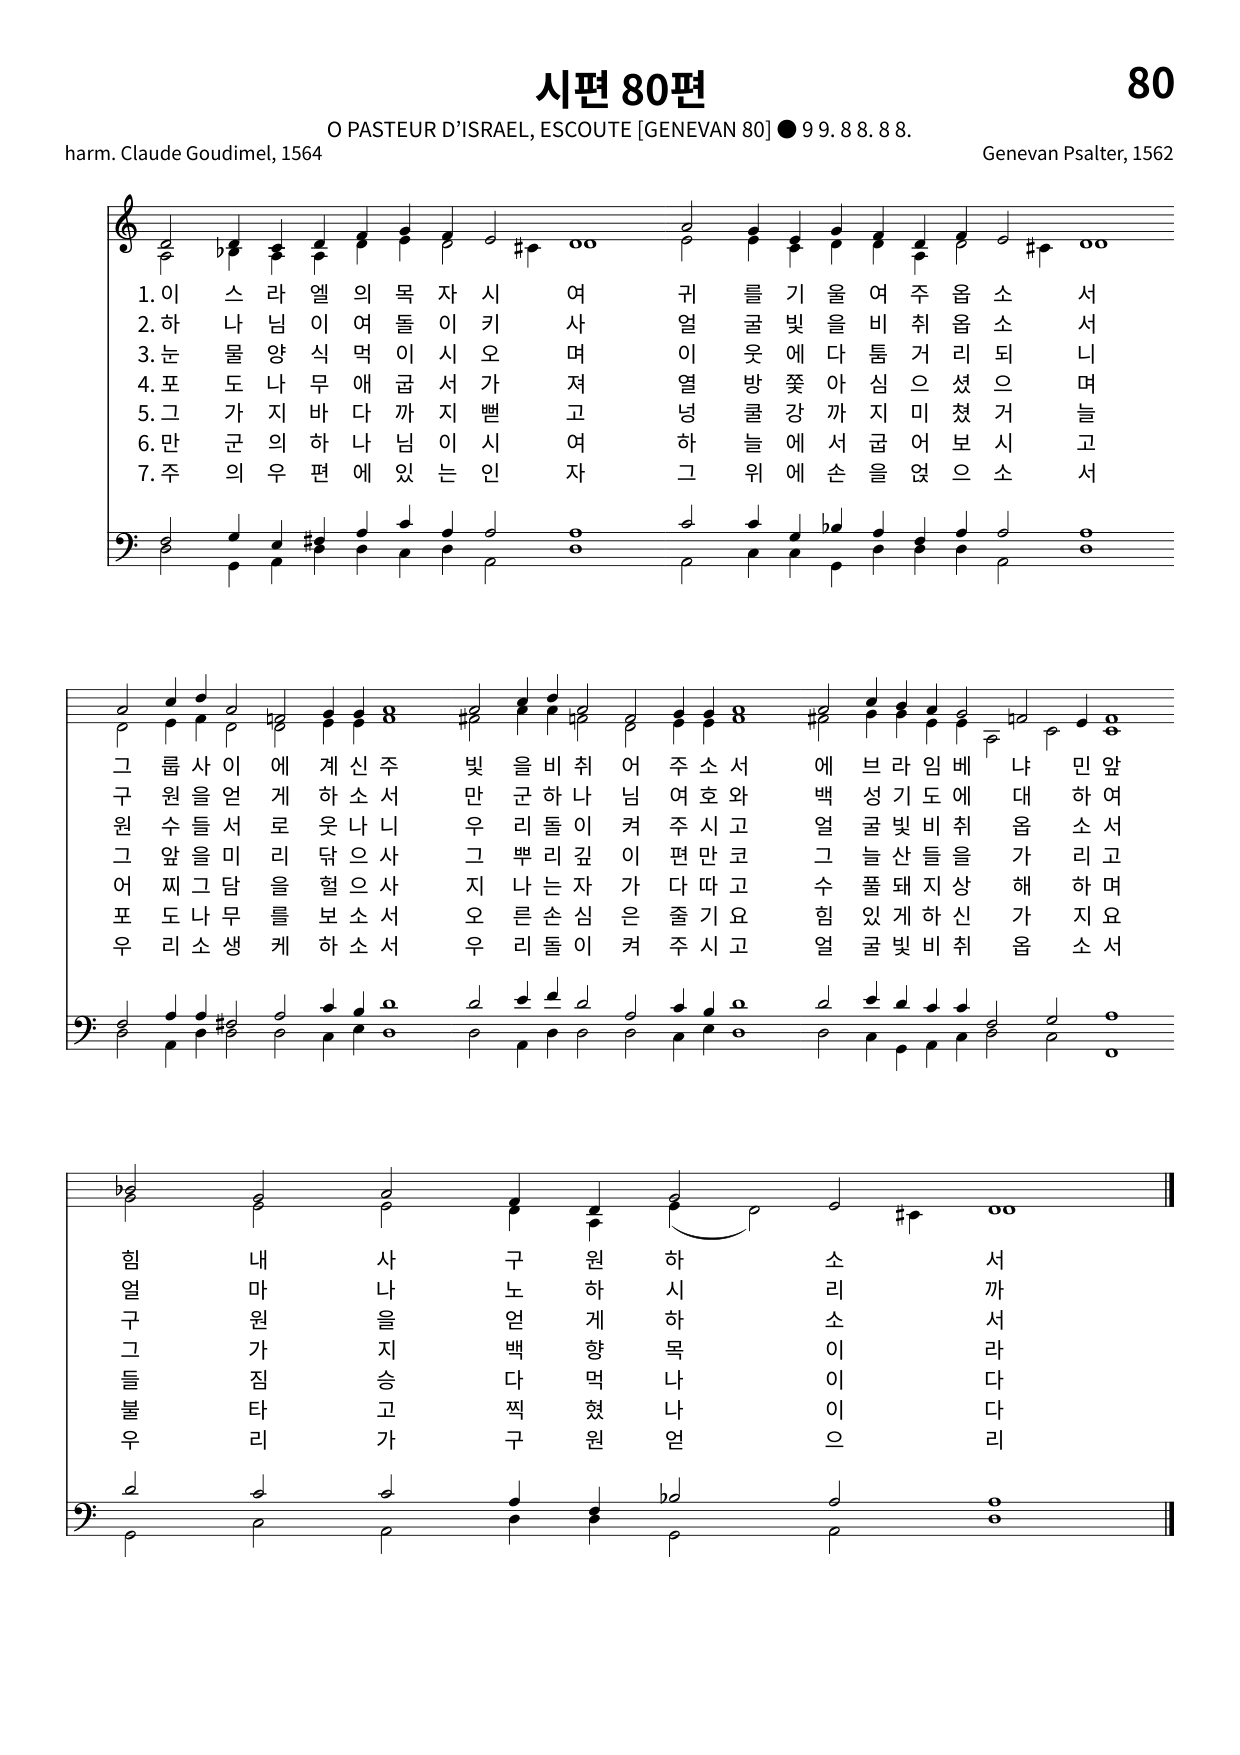 시편 80편
80
O PASTEUR D’ISRAEL, ESCOUTE [GENEVAN 80] ● 9 9. 8 8. 8 8.
harm. Claude Goudimel, 1564
Genevan Psalter, 1562
1. 이 스 라 엘 의 목 자 시 여 귀 를 기 울 여 주 옵 소 서
2. 하 나 님 이 여 돌 이 키 사 얼 굴 빛 을 비 취 옵 소 서
3. 눈 물 양 식 먹 이 시 오 며 이 웃 에 다 툼 거 리 되 니
4. 포 도 나 무 애 굽 서 가 져 열 방 쫓 아 심 으 셨 으 며
5. 그 가 지 바 다 까 지 뻗 고 넝 쿨 강 까 지 미 쳤 거 늘
6. 만 군 의 하 나 님 이 시 여 하 늘 에 서 굽 어 보 시 고
7. 주 의 우 편 에 있 는 인 자 그 위 에 손 을 얹 으 소 서
그 룹 사 이 에 계 신 주 빛 을 비 취 어 주 소 서 에 브 라 임 베 냐 민 앞
구 원 을 얻 게 하 소 서 만 군 하 나 님 여 호 와 백 성 기 도 에 대 하 여
원 수 들 서 로 웃 나 니 우 리 돌 이 켜 주 시 고 얼 굴 빛 비 취 옵 소 서
그 앞 을 미 리 닦 으 사 그 뿌 리 깊 이 편 만 코 그 늘 산 들 을 가 리 고
어 찌 그 담 을 헐 으 사 지 나 는 자 가 다 따 고 수 풀 돼 지 상 해 하 며
포 도 나 무 를 보 소 서 오 른 손 심 은 줄 기 요 힘 있 게 하 신 가 지 요
우 리 소 생 케 하 소 서 우 리 돌 이 켜 주 시 고 얼 굴 빛 비 취 옵 소 서
힘 내 사 구 원 하 소 서
얼 마 나 노 하 시 리 까
구 원 을 얻 게 하 소 서
그 가 지 백 향 목 이 라
들 짐 승 다 먹 나 이 다
불 타 고 찍 혔 나 이 다
우 리 가 구 원 얻 으 리